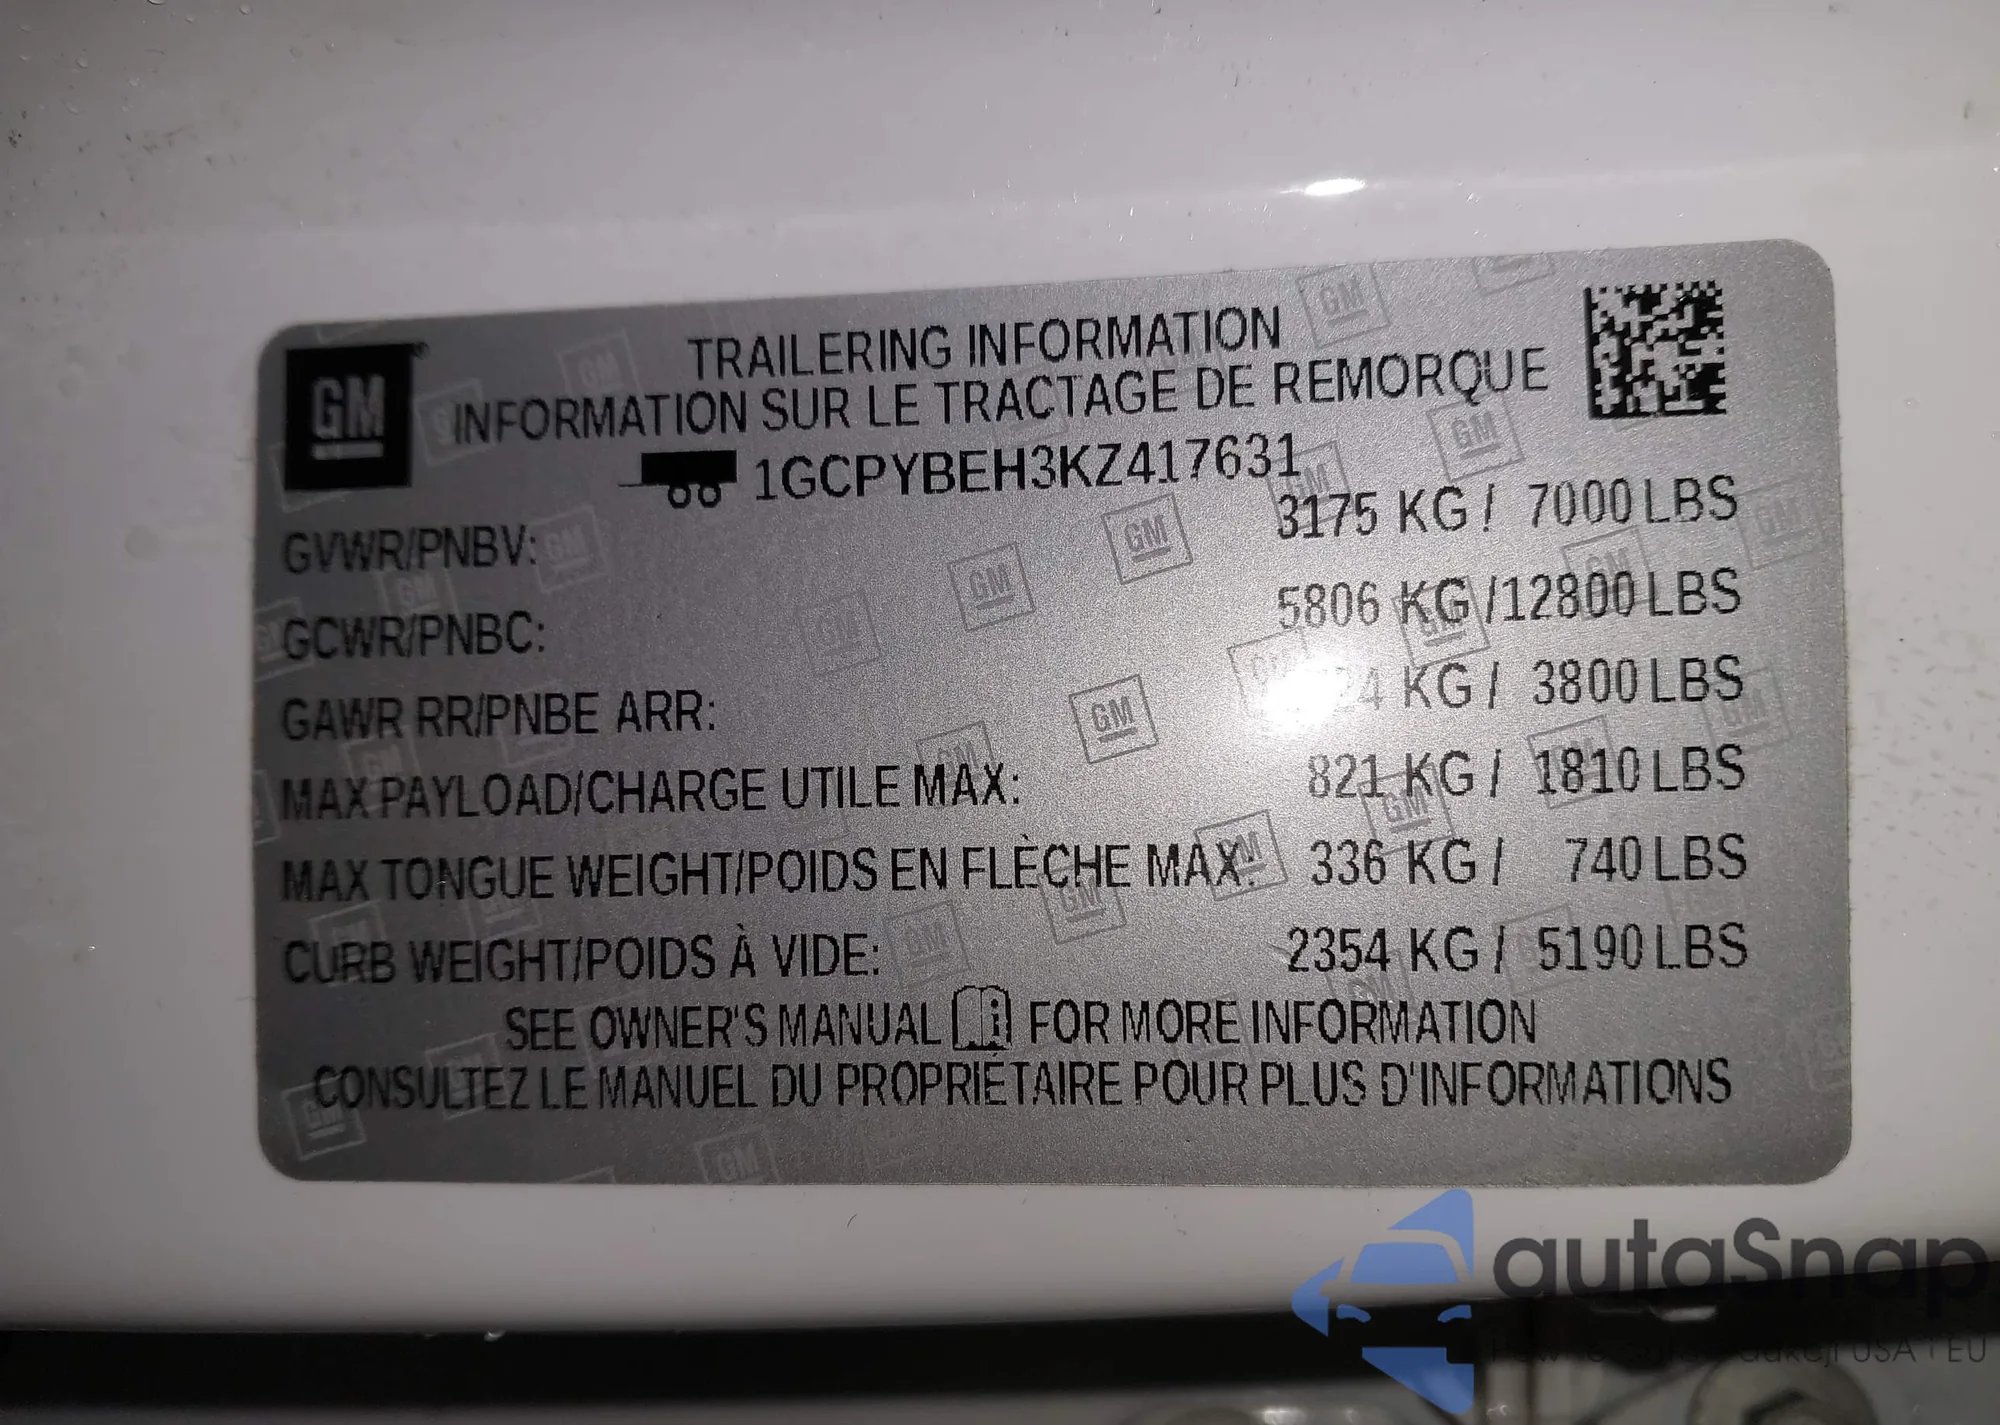 GM
TRAILERING INFORMATION
INFORMATION SUR LE TRACTAGE DE REMORQUE
1GCPYBEH3KZ417631
GVWR/PNBV: 3175 KG / 7000 LBS
GCWR/PNBC: 5806 KG /12800 LBS
GAWR RR/PNBE ARR: KG / 3800 LBS
MAX PAYLOAD/CHARGE UTILE MAX: 821 KG / 1810 LBS
MAX TONGUE WEIGHT/POIDS EN FLÈCHE MAX: 336 KG / 740 LBS
CURB WEIGHT/POIDS À VIDE: 2354 KG / 5190 LBS
SEE OWNER'S MANUAL FOR MORE INFORMATION
CONSULTEZ LE MANUEL DU PROPRIÉTAIRE POUR PLUS D'INFORMATIONS
autaSnap
USA i EU